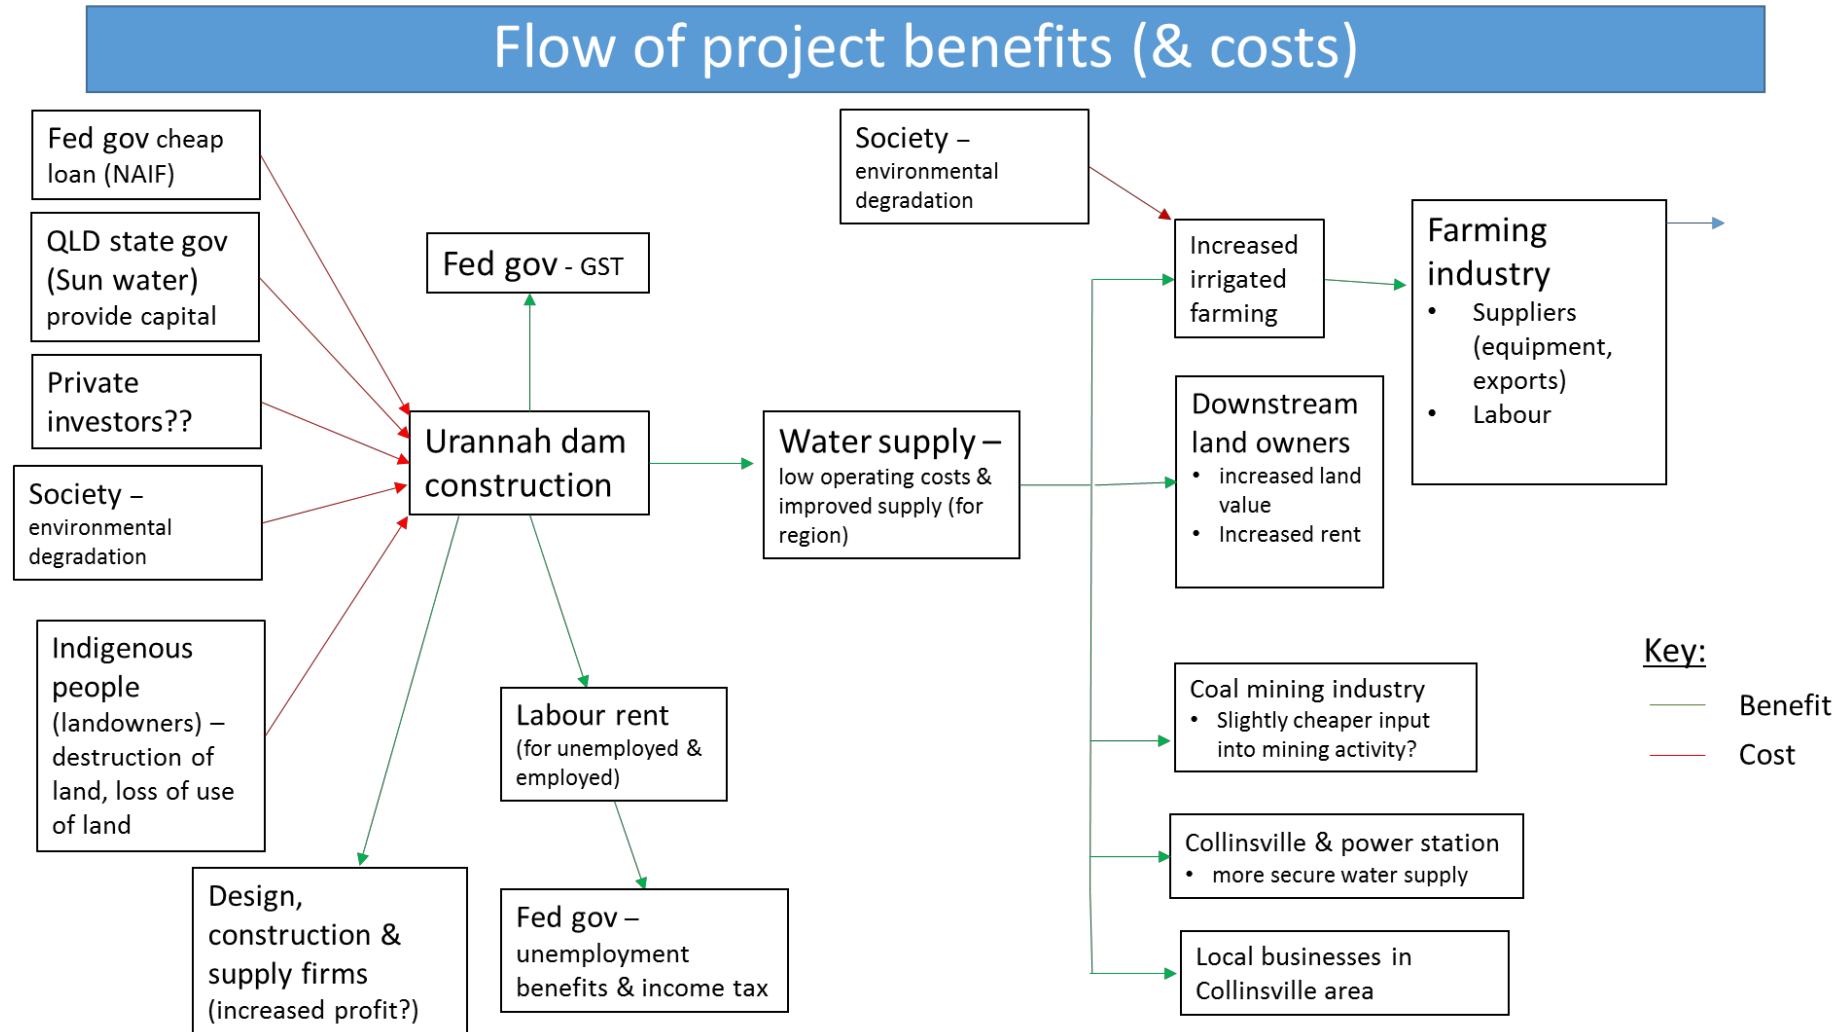 Flow of project benefits (& costs)
Fed gov cheap
loan (NAIF)
QLD state gov
(Sun water)
provide capital
Private
investors??
Society –
environmental
degradation
Indigenous
people
(landowners) –
destruction of
land, loss of use
of land
Fed gov - GST
Urannah dam
construction
Design,
construction &
supply firms
(increased profit?)
Labour rent
(for unemployed &
employed)
Fed gov –
unemployment
benefits & income tax
Water supply –
low operating costs &
improved supply (for
region)
Society –
environmental
degradation
Increased
irrigated
farming
Farming
industry
• Suppliers
(equipment,
exports)
• Labour
Downstream
land owners
• increased land
value
• Increased rent
Coal mining industry
• Slightly cheaper input
into mining activity?
Collinsville & power station
• more secure water supply
Local businesses in
Collinsville area
Key:
Benefit
Cost